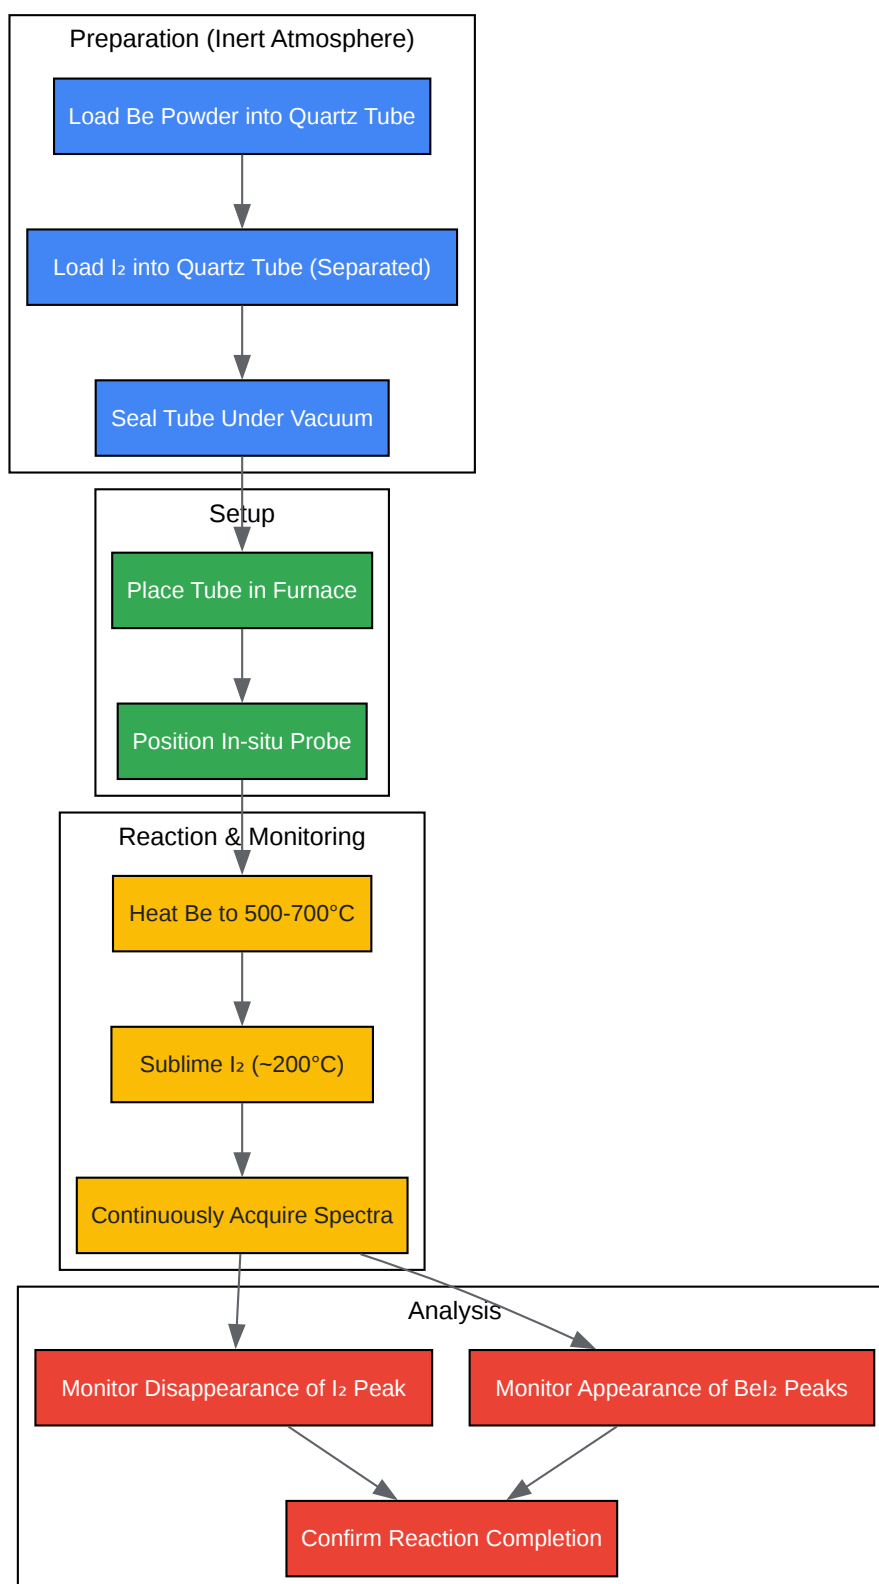 Preparation (Inert Atmosphere)
Load Be Powder into Quartz Tube
Load I₂ into Quartz Tube (Separated)
Seal Tube Under Vacuum
Setup
Place Tube in Furnace
Position In-situ Probe
Reaction & Monitoring
Heat Be to 500-700°C
Sublime I₂ (~200°C)
Continuously Acquire Spectra
Analysis
Monitor Disappearance of I₂ Peak
Monitor Appearance of BeI₂ Peaks
Confirm Reaction Completion